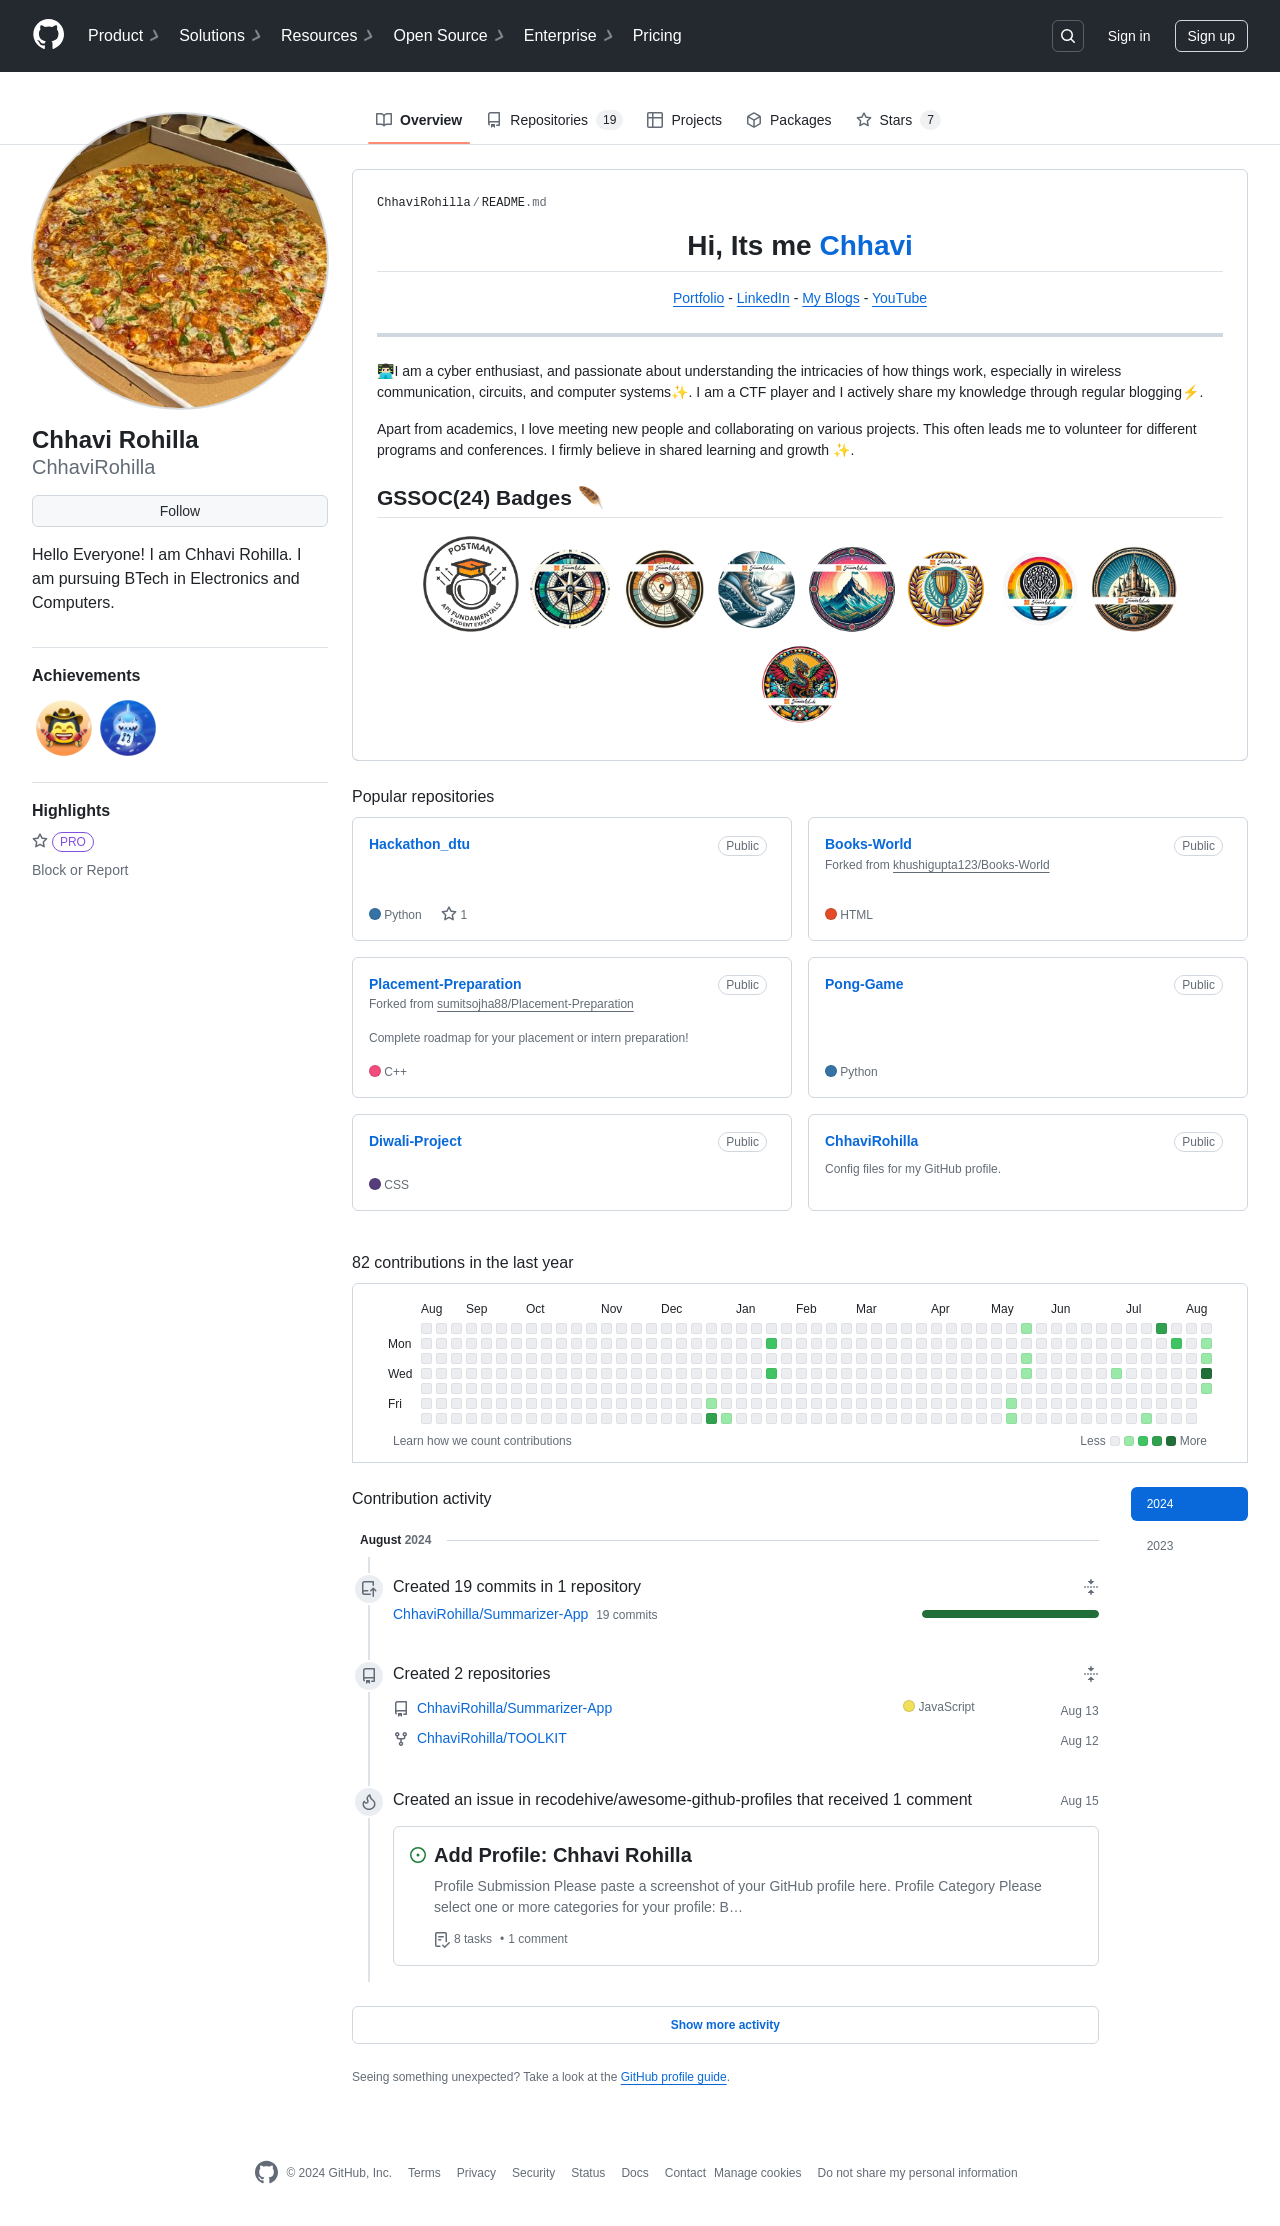 Product
Solutions
Resources
Open Source
Enterprise
Pricing
Sign in
Sign up
Overview
Repositories 19
Projects
Packages
Stars 7
Chhavi Rohilla
ChhaviRohilla
Follow
Hello Everyone! I am Chhavi Rohilla. I
am pursuing BTech in Electronics and
Computers.
Achievements
Highlights
PRO
Block or Report
ChhaviRohilla/README.md
Hi, Its me Chhavi
Portfolio - LinkedIn - My Blogs - YouTube
👩🏻‍💻I am a cyber enthusiast, and passionate about understanding the intricacies of how things work, especially in wireless
communication, circuits, and computer systems✨. I am a CTF player and I actively share my knowledge through regular blogging⚡.
Apart from academics, I love meeting new people and collaborating on various projects. This often leads me to volunteer for different
programs and conferences. I firmly believe in shared learning and growth ✨.
GSSOC(24) Badges 🪶
POSTMAN
API FUNDAMENTALS
STUDENT EXPERT
Popular repositories
Hackathon_dtu
Public
Python
1
Books-World
Public
Forked from khushigupta123/Books-World
HTML
Placement-Preparation
Public
Forked from sumitsojha88/Placement-Preparation
Complete roadmap for your placement or intern preparation!
C++
Pong-Game
Public
Python
Diwali-Project
Public
CSS
ChhaviRohilla
Public
Config files for my GitHub profile.
82 contributions in the last year
Aug Sep Oct Nov Dec Jan Feb Mar Apr May Jun Jul Aug
Mon
Wed
Fri
Learn how we count contributions
Less
More
Contribution activity
2024
2023
August 2024
Created 19 commits in 1 repository
ChhaviRohilla/Summarizer-App 19 commits
Created 2 repositories
ChhaviRohilla/Summarizer-App JavaScript Aug 13
ChhaviRohilla/TOOLKIT Aug 12
Created an issue in recodehive/awesome-github-profiles that received 1 comment Aug 15
Add Profile: Chhavi Rohilla
Profile Submission Please paste a screenshot of your GitHub profile here. Profile Category Please
select one or more categories for your profile: B…
8 tasks • 1 comment
Show more activity
Seeing something unexpected? Take a look at the GitHub profile guide.
© 2024 GitHub, Inc. Terms Privacy Security Status Docs Contact Manage cookies Do not share my personal information